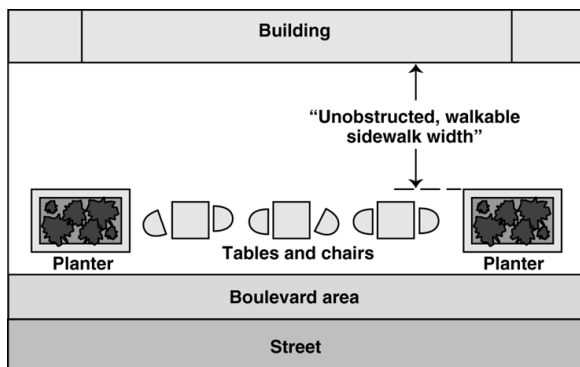 Building
“Unobstructed, walkable
sidewalk width”
Planter
Tables and chairs
Planter
Boulevard area
Street